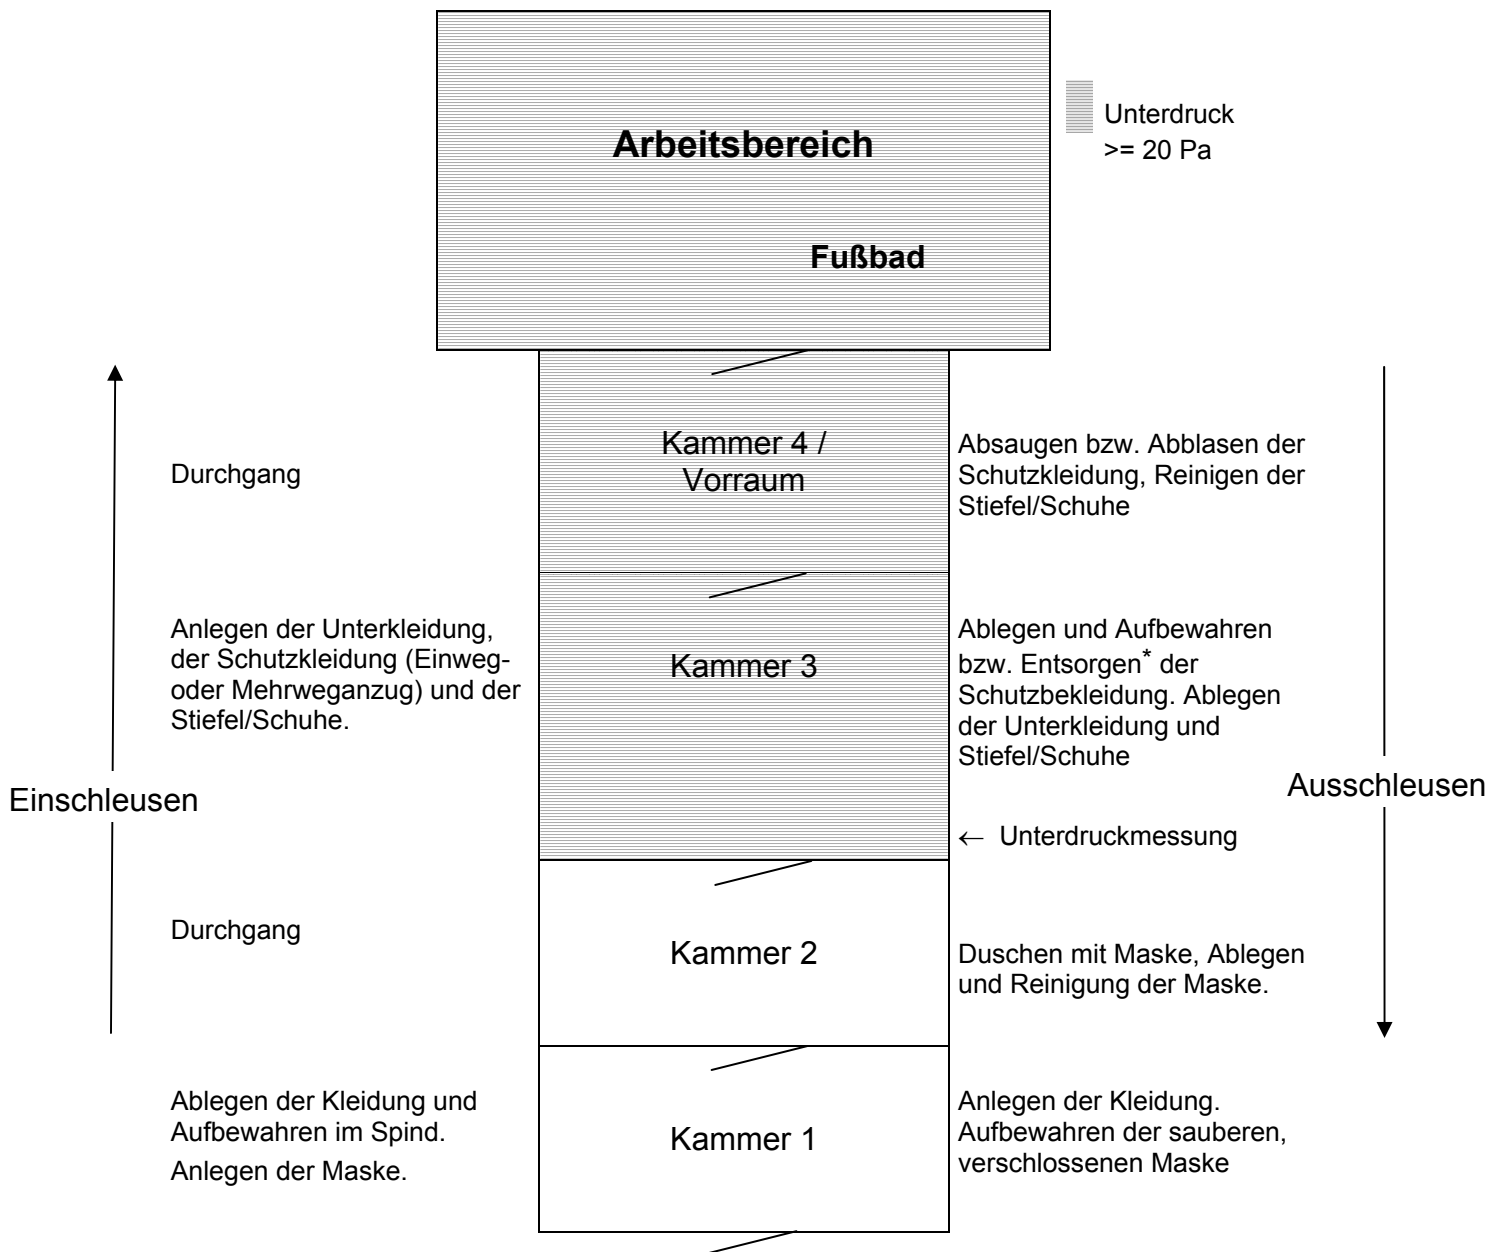 Arbeitsbereich
Fußbad
Unterdruck
>= 20 Pa
Durchgang
Kammer 4 /
Vorraum
Absaugen bzw. Abblasen der
Schutzkleidung, Reinigen der
Stiefel/Schuhe
Anlegen der Unterkleidung,
der Schutzkleidung (Einweg-
oder Mehrweganzug) und der
Stiefel/Schuhe.
Kammer 3
Ablegen und Aufbewahren
bzw. Entsorgen* der
Schutzbekleidung. Ablegen
der Unterkleidung und
Stiefel/Schuhe
Einschleusen
Ausschleusen
← Unterdruckmessung
Durchgang
Kammer 2
Duschen mit Maske, Ablegen
und Reinigung der Maske.
Ablegen der Kleidung und
Aufbewahren im Spind.
Anlegen der Maske.
Kammer 1
Anlegen der Kleidung.
Aufbewahren der sauberen,
verschlossenen Maske